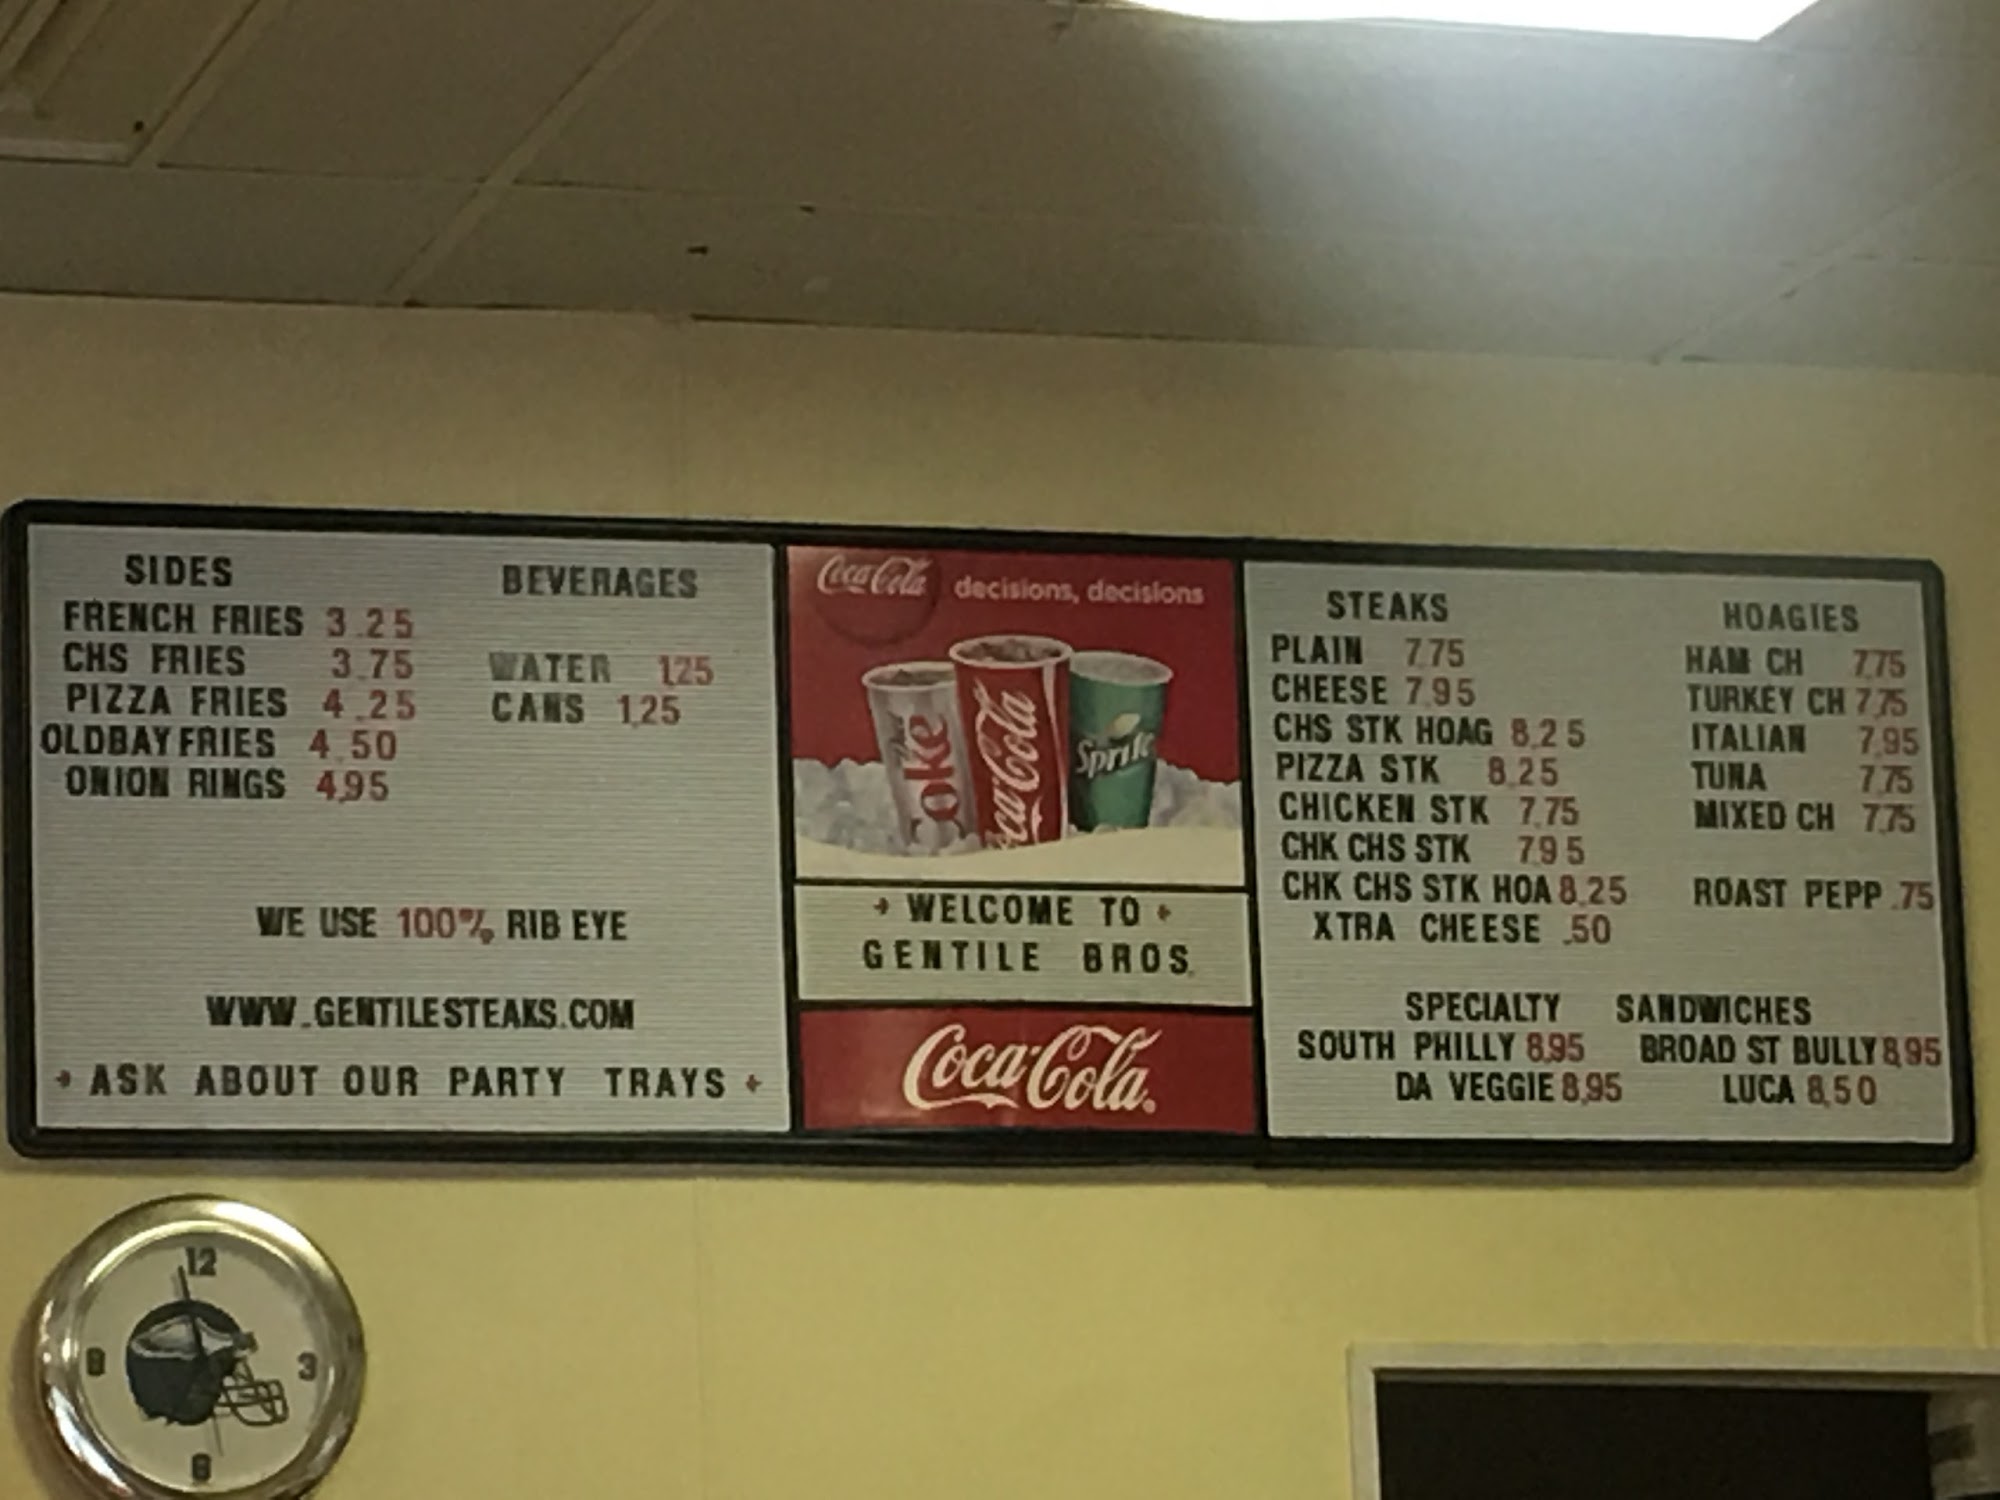 SIDES
FRENCH FRIES 3.25
CHS FRIES 3.75
PIZZA FRIES 4.25
OLDBAY FRIES 4.50
ONION RINGS 4.95
BEVERAGES
WATER 1.25
CANS 1.25
WE USE 100% RIB EYE
WWW.GENTILESTEAKS.COM
ASK ABOUT OUR PARTY TRAYS
Coca-Cola decisions, decisions
Diet Coke
Coca-Cola
Sprite
WELCOME TO
GENTILE BROS.
Coca-Cola
STEAKS
PLAIN 7.75
CHEESE 7.95
CHS STK HOAG 8.25
PIZZA STK 8.25
CHICKEN STK 7.75
CHK CHS STK 7.95
CHK CHS STK HOA 8.25
XTRA CHEESE .50
HOAGIES
HAM CH 7.75
TURKEY CH 7.75
ITALIAN 7.95
TUNA 7.75
MIXED CH 7.75
ROAST PEPP .75
SPECIALTY SANDWICHES
SOUTH PHILLY 8.95 BROAD ST BULLY 8.95
DA VEGGIE 8.95 LUCA 8.50
12
3
6
9